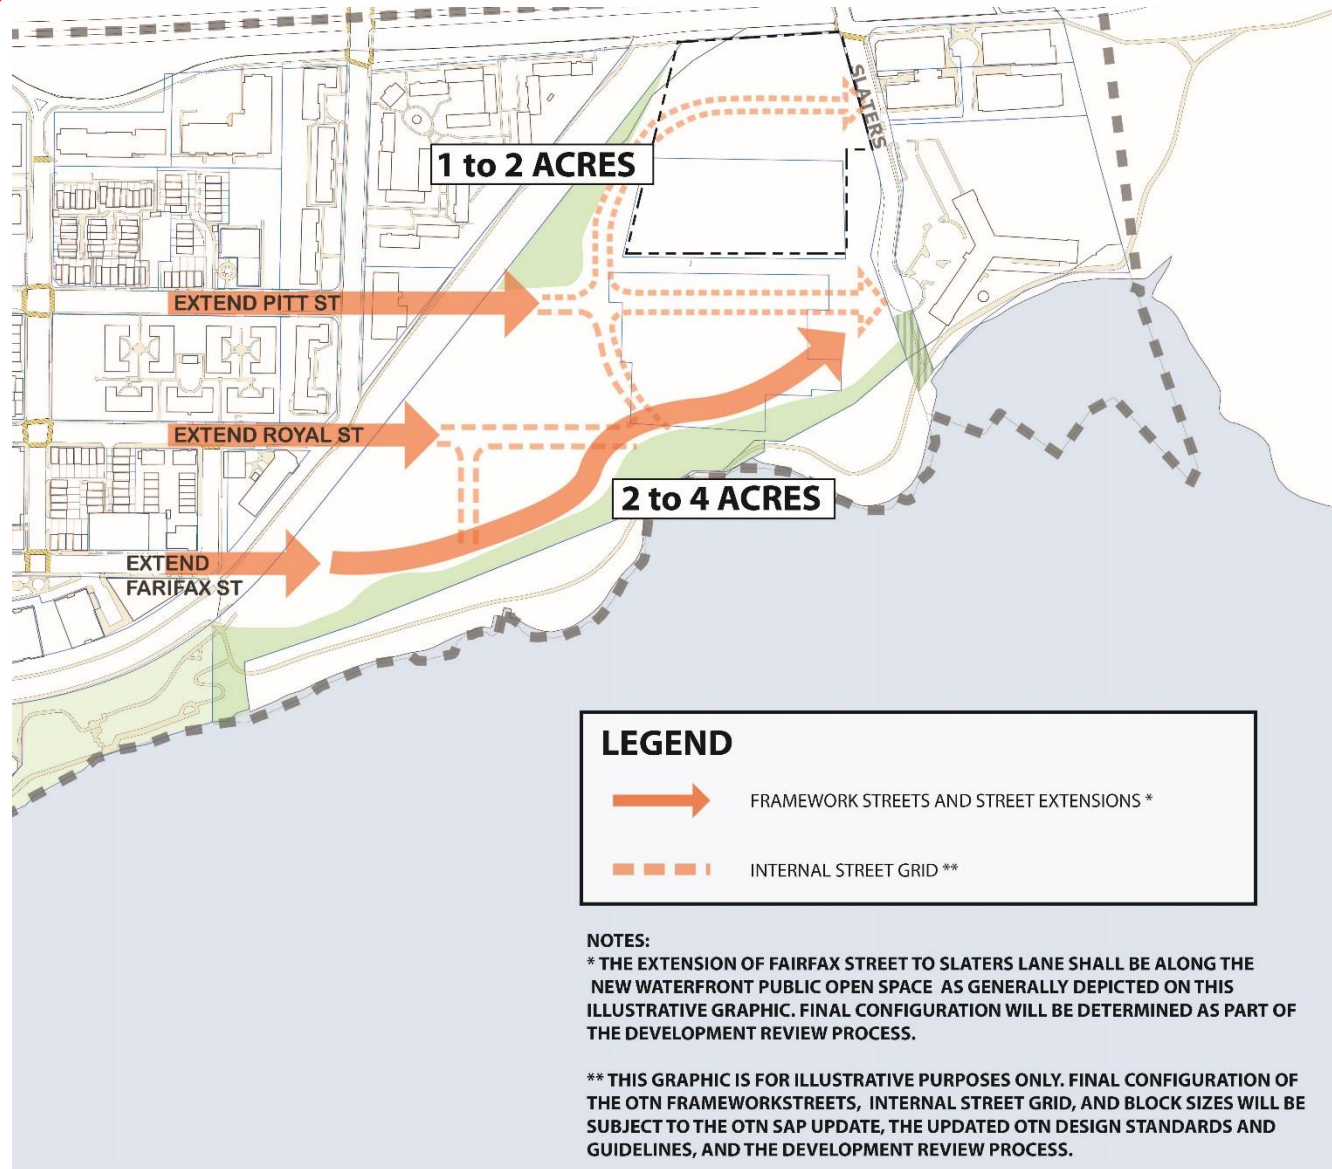 SLATERS
1 to 2 ACRES
EXTEND PITT ST
EXTEND ROYAL ST
2 to 4 ACRES
EXTEND
FARIFAX ST
LEGEND
FRAMEWORK STREETS AND STREET EXTENSIONS *
INTERNAL STREET GRID **
NOTES:
* THE EXTENSION OF FAIRFAX STREET TO SLATERS LANE SHALL BE ALONG THE
NEW WATERFRONT PUBLIC OPEN SPACE AS GENERALLY DEPICTED ON THIS
ILLUSTRATIVE GRAPHIC. FINAL CONFIGURATION WILL BE DETERMINED AS PART OF
THE DEVELOPMENT REVIEW PROCESS.
** THIS GRAPHIC IS FOR ILLUSTRATIVE PURPOSES ONLY. FINAL CONFIGURATION OF
THE OTN FRAMEWORKSTREETS, INTERNAL STREET GRID, AND BLOCK SIZES WILL BE
SUBJECT TO THE OTN SAP UPDATE, THE UPDATED OTN DESIGN STANDARDS AND
GUIDELINES, AND THE DEVELOPMENT REVIEW PROCESS.